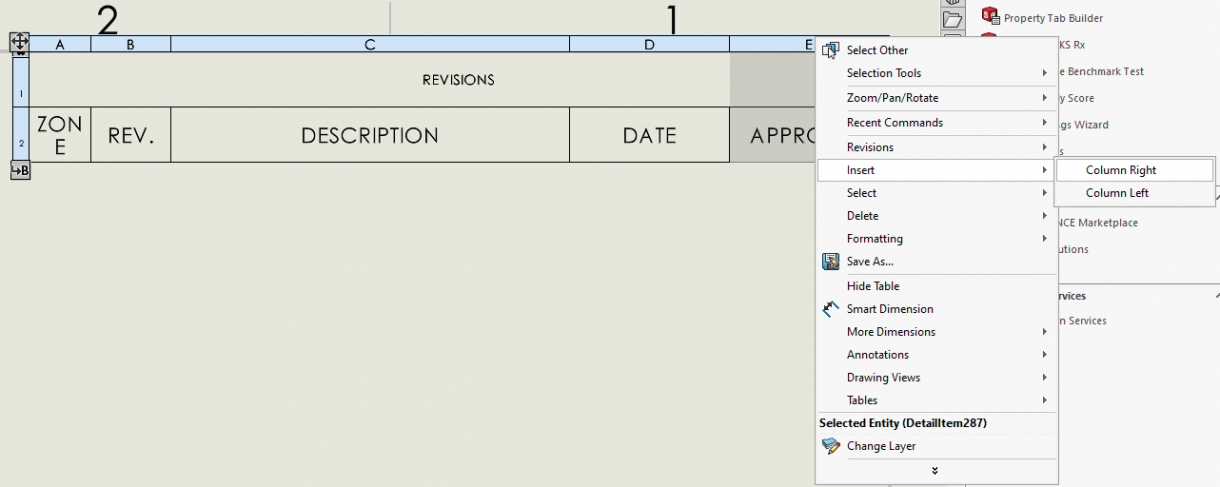 2 1
A B C D E
1
REVISIONS
2
ZON
E
REV.
DESCRIPTION
DATE
APPRO
B
Select Other
Selection Tools
Zoom/Pan/Rotate
Recent Commands
Revisions
Insert
Select
Delete
Formatting
Save As...
Hide Table
Smart Dimension
More Dimensions
Annotations
Drawing Views
Tables
Selected Entity (DetailItem287)
Change Layer
Column Right
Column Left
Property Tab Builder
KS Rx
e Benchmark Test
y Score
gs Wizard
s
NCE Marketplace
utions
rvices
n Services